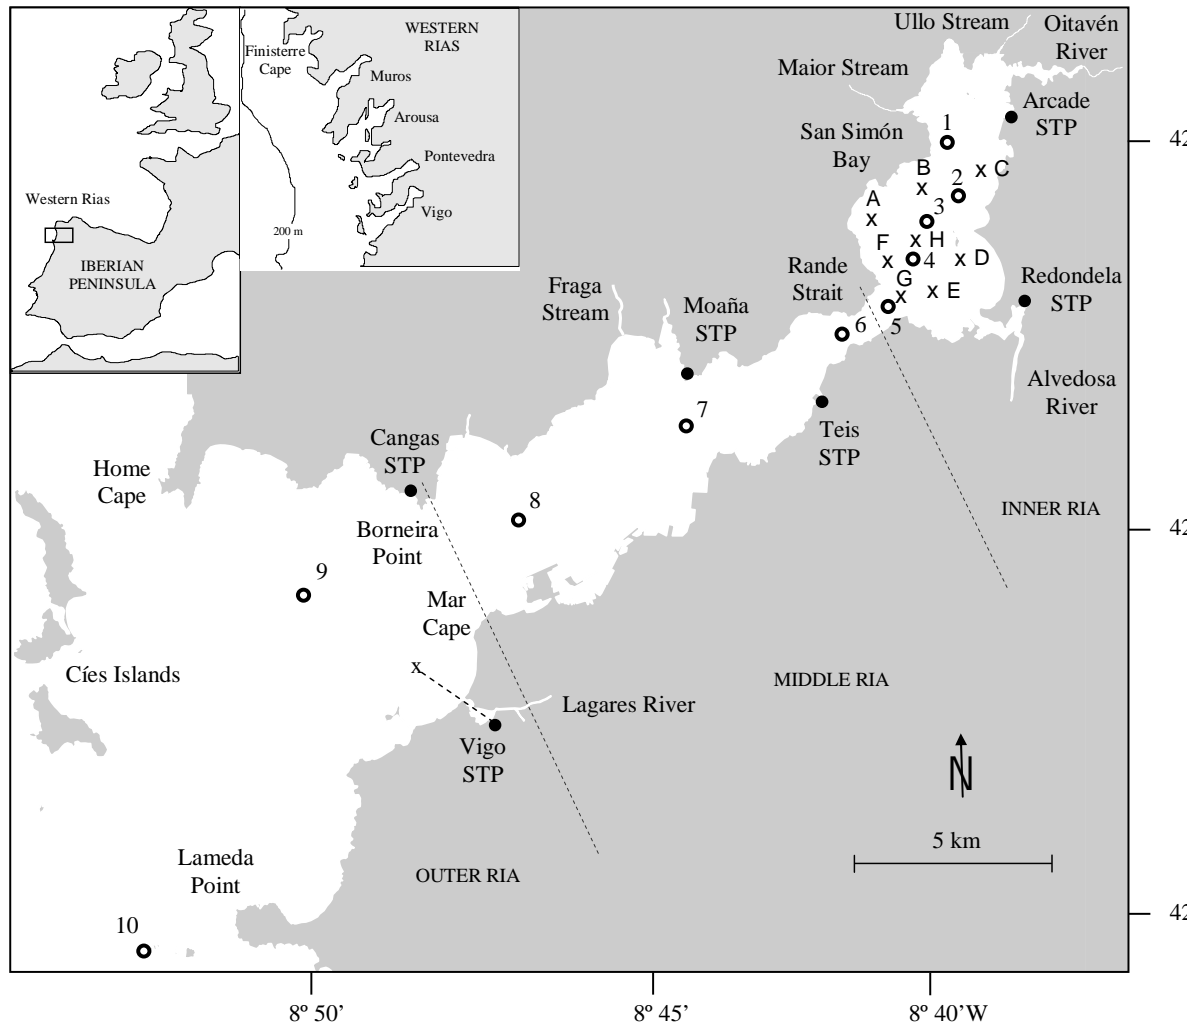 WESTERN
RIAS
Finisterre
Cape
Muros
Arousa
Pontevedra
Vigo
200 m
Western Rias
IBERIAN
PENINSULA
Ullo Stream
Oitavén
River
Maior Stream
Arcade
STP
San Simón
Bay
1
B
x
x C
2
A
x
3
F
x
x H
4
x D
G
x
x E
Rande
Strait
Redondela
STP
5
6
Fraga
Stream
Moaña
STP
Alvedosa
River
7
Teis
STP
Cangas
STP
Home
Cape
8
INNER RIA
Borneira
Point
9
Mar
Cape
x
Cíes Islands
MIDDLE RIA
Lagares River
Vigo
STP
N
5 km
Lameda
Point
OUTER RIA
10
42
42
42
8º 50’
8º 45’
8º 40’W